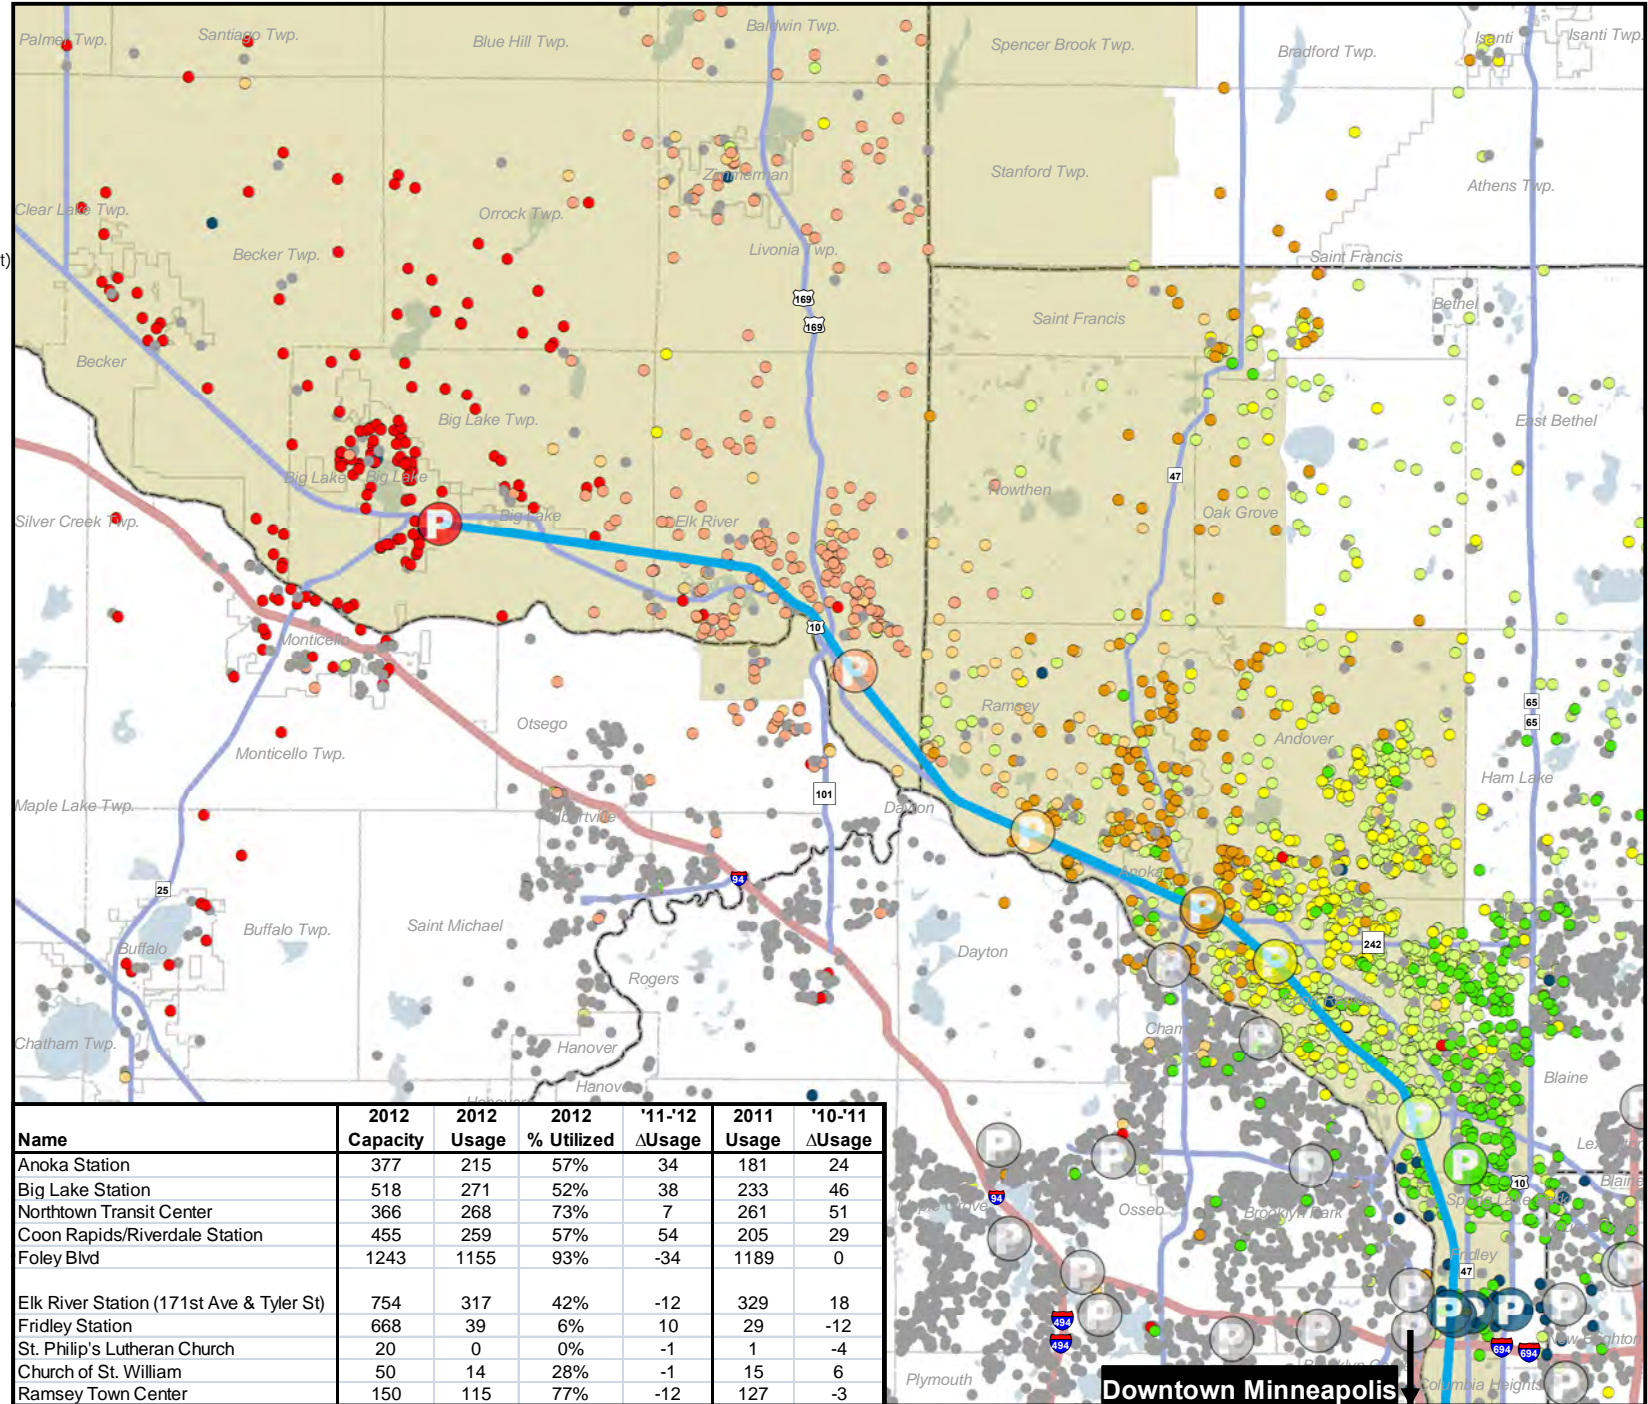 Palmer Twp.
Santiago Twp.
Blue Hill Twp.
Baldwin Twp.
Spencer Brook Twp.
Bradford Twp.
Isanti
Isanti Twp.
Zimmerman
Stanford Twp.
Athens Twp.
Clear Lake Twp.
Orrock Twp.
Becker Twp.
Livonia Twp.
Saint Francis
t)
169
169
Saint Francis
Bethel
Becker
Big Lake Twp.
East Bethel
47
Big Lake
Big Lake
Nowthen
Oak Grove
Silver Creek Twp.
P
Big Lake
Elk River
10
Monticello
P
Otsego
Ramsey
Andover
65
65
Monticello Twp.
Ham Lake
Maple Lake Twp.
101
Dayton
P
94
Anoka
25
P
Buffalo Twp.
Saint Michael
242
Buffalo
Dayton
P
P
Rogers
Chatham Twp.
Hanover
P
Blaine
Hanover
P
P
P
P
P
P
10
Blaine
94
Osseo
Brooklyn Park
P
Fridley
47
P
P
P
P
P
P
P
494
494
P
P
694
694
Plymouth
Downtown Minneapolis
Columbia Heights
P
Name 2012 Capacity 2012 Usage 2012 % Utilized '11-'12 ∆Usage 2011 Usage '10-'11 ∆Usage
Anoka Station 377 215 57% 34 181 24
Big Lake Station 518 271 52% 38 233 46
Northtown Transit Center 366 268 73% 7 261 51
Coon Rapids/Riverdale Station 455 259 57% 54 205 29
Foley Blvd 1243 1155 93% -34 1189 0
Elk River Station (171st Ave & Tyler St) 754 317 42% -12 329 18
Fridley Station 668 39 6% 10 29 -12
St. Philip's Lutheran Church 20 0 0% -1 1 -4
Church of St. William 50 14 28% -1 15 6
Ramsey Town Center 150 115 77% -12 127 -3